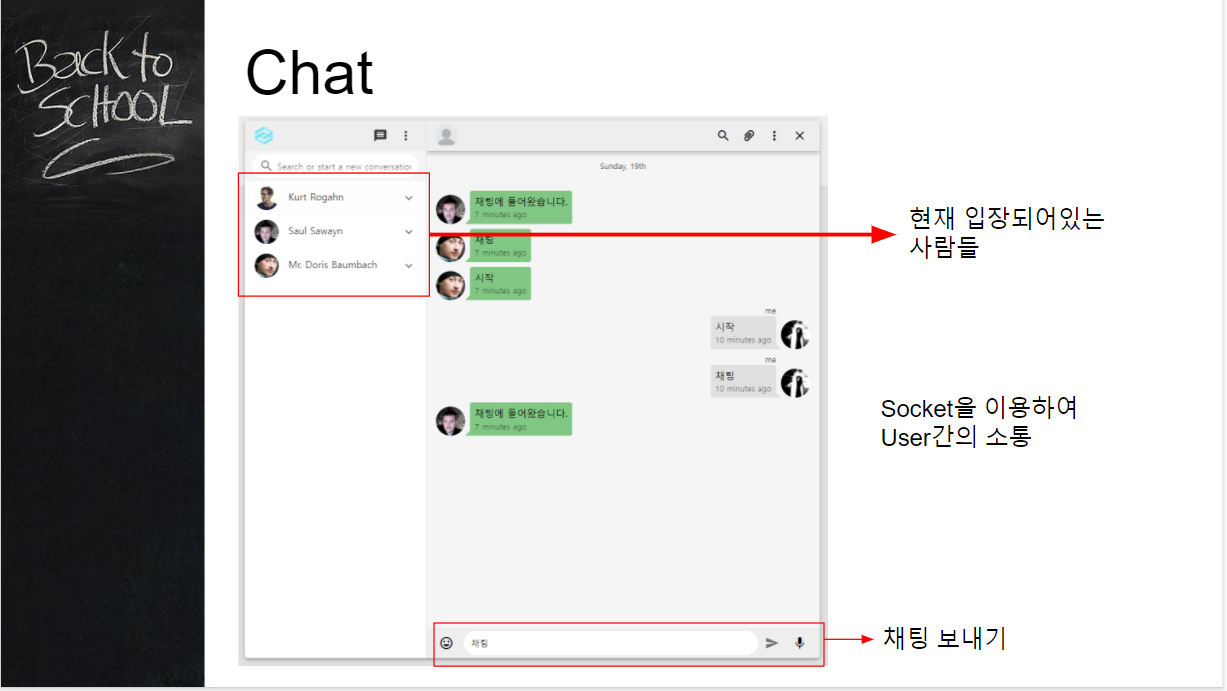 Back to
SCHOOL
Chat
Search or start a new conversation
Kurt Rogahn
Saul Sawayn
Mr. Doris Baumbach
Sunday, 19th
채팅에 들어왔습니다.
7 minutes ago
채팅
7 minutes ago
시작
7 minutes ago
me
시작
10 minutes ago
me
채팅
10 minutes ago
채팅에 들어왔습니다.
7 minutes ago
채팅
현재 입장되어있는
사람들
Socket을 이용하여
User간의 소통
채팅 보내기